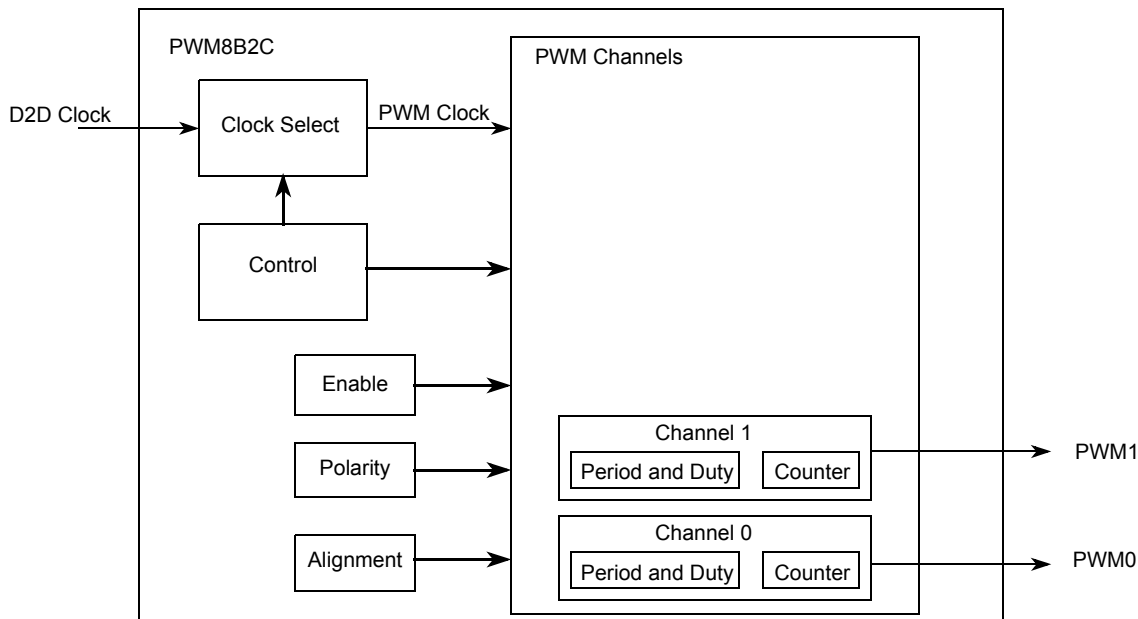 PWM8B2C
PWM Channels
D2D Clock
Clock Select
PWM Clock
Control
Enable
Polarity
Alignment
Channel 1
Period and Duty
Counter
PWM1
Channel 0
Period and Duty
Counter
PWM0